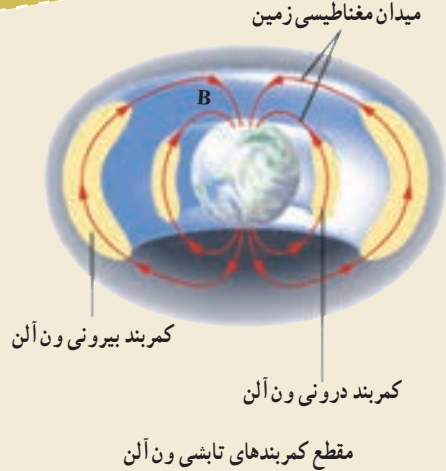 میدان مغناطیسی زمین
B
کمربند بیرونی ون آلن
کمربند درونی ون آلن
مقطع کمربندهای تابشی ون آلن